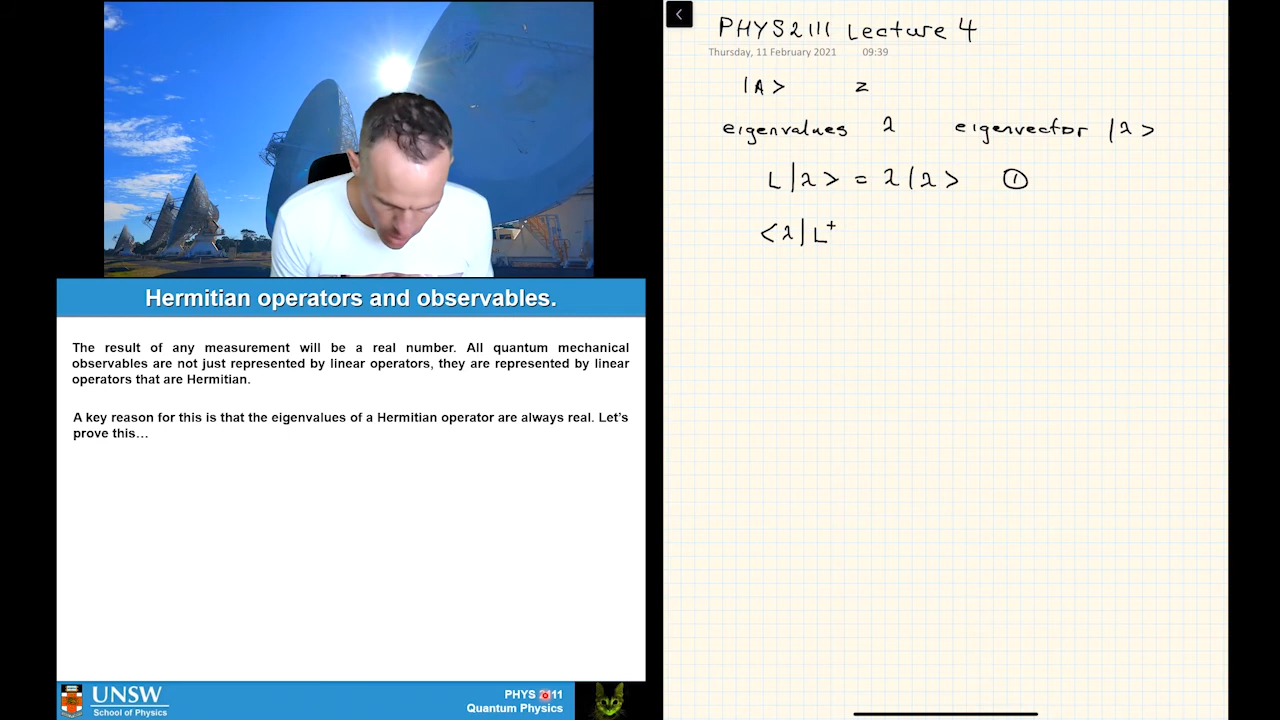 Hermitian operators and observables.
The result of any measurement will be a real number. All quantum mechanical
observables are not just represented by linear operators, they are represented by linear
operators that are Hermitian.
A key reason for this is that the eigenvalues of a Hermitian operator are always real. Let's
prove this...
UNSW
School of Physics
PHYS 2111
Quantum Physics
PHYS2111 Lecture 4
Thursday, 11 February 2021 09:39
|A> z
eigenvalues λ eigenvector |λ>
L|λ> = λ|λ> ①
<λ|L⁺